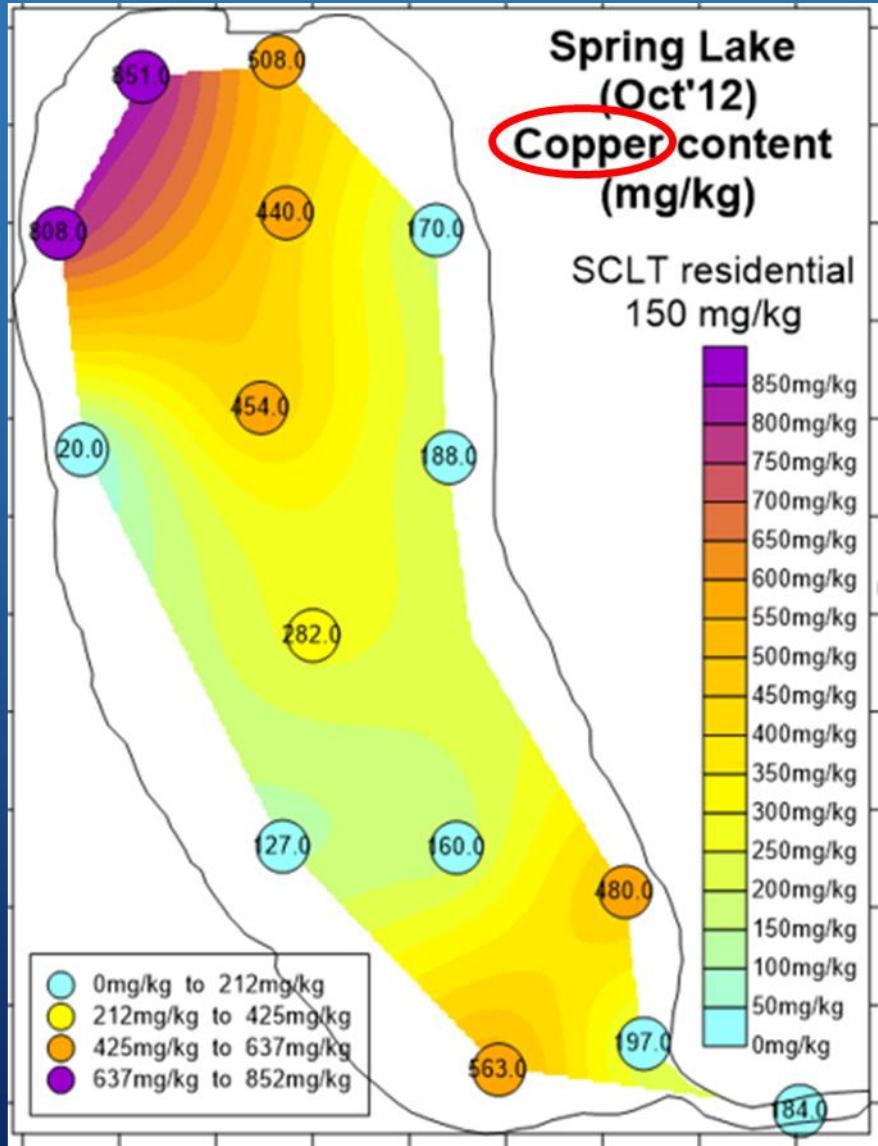 Spring Lake
(Oct'12)
Copper content
(mg/kg)
SCLT residential
150 mg/kg
850mg/kg
800mg/kg
750mg/kg
700mg/kg
650mg/kg
600mg/kg
550mg/kg
500mg/kg
450mg/kg
400mg/kg
350mg/kg
300mg/kg
250mg/kg
200mg/kg
150mg/kg
100mg/kg
50mg/kg
0mg/kg
851.0
508.0
808.0
440.0
170.0
454.0
20.0
188.0
282.0
127.0
160.0
480.0
197.0
563.0
184.0
0mg/kg to 212mg/kg
212mg/kg to 425mg/kg
425mg/kg to 637mg/kg
637mg/kg to 852mg/kg